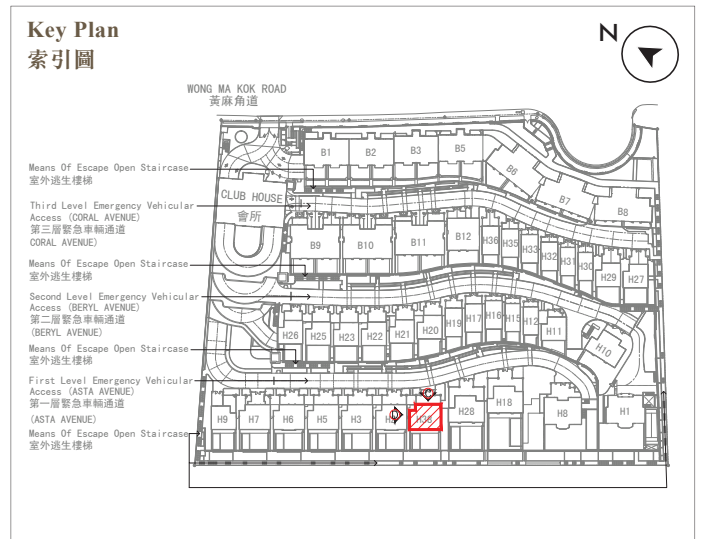 Key Plan
索引圖
N
WONG MA KOK ROAD
黃麻角道
B1 B2 B3 B5
B6
B7
B8
Means Of Escape Open Staircase
室外逃生樓梯
CLUB HOUSE
會所
Third Level Emergency Vehicular
Access (CORAL AVENUE)
第三層緊急車輛通道
CORAL AVENUE)
B9 B10 B11 B12 H36 H35 H33 H32 H31 H30 H29 H27
Means Of Escape Open Staircase
室外逃生樓梯
Second Level Emergency Vehicular
Access (BERYL AVENUE)
第二層緊急車輛通道
(BERYL AVENUE)
H26 H25 H23 H22 H21 H20 H19 H17 H16 H15 H12 H11 H10
Means Of Escape Open Staircase
室外逃生樓梯
First Level Emergency Vehicular
Access (ASTA AVENUE)
第一層緊急車輛通道
(ASTA AVENUE)
H9 H7 H6 H5 H3 H38 H28 H18 H8 H1
Means Of Escape Open Staircase
室外逃生樓梯